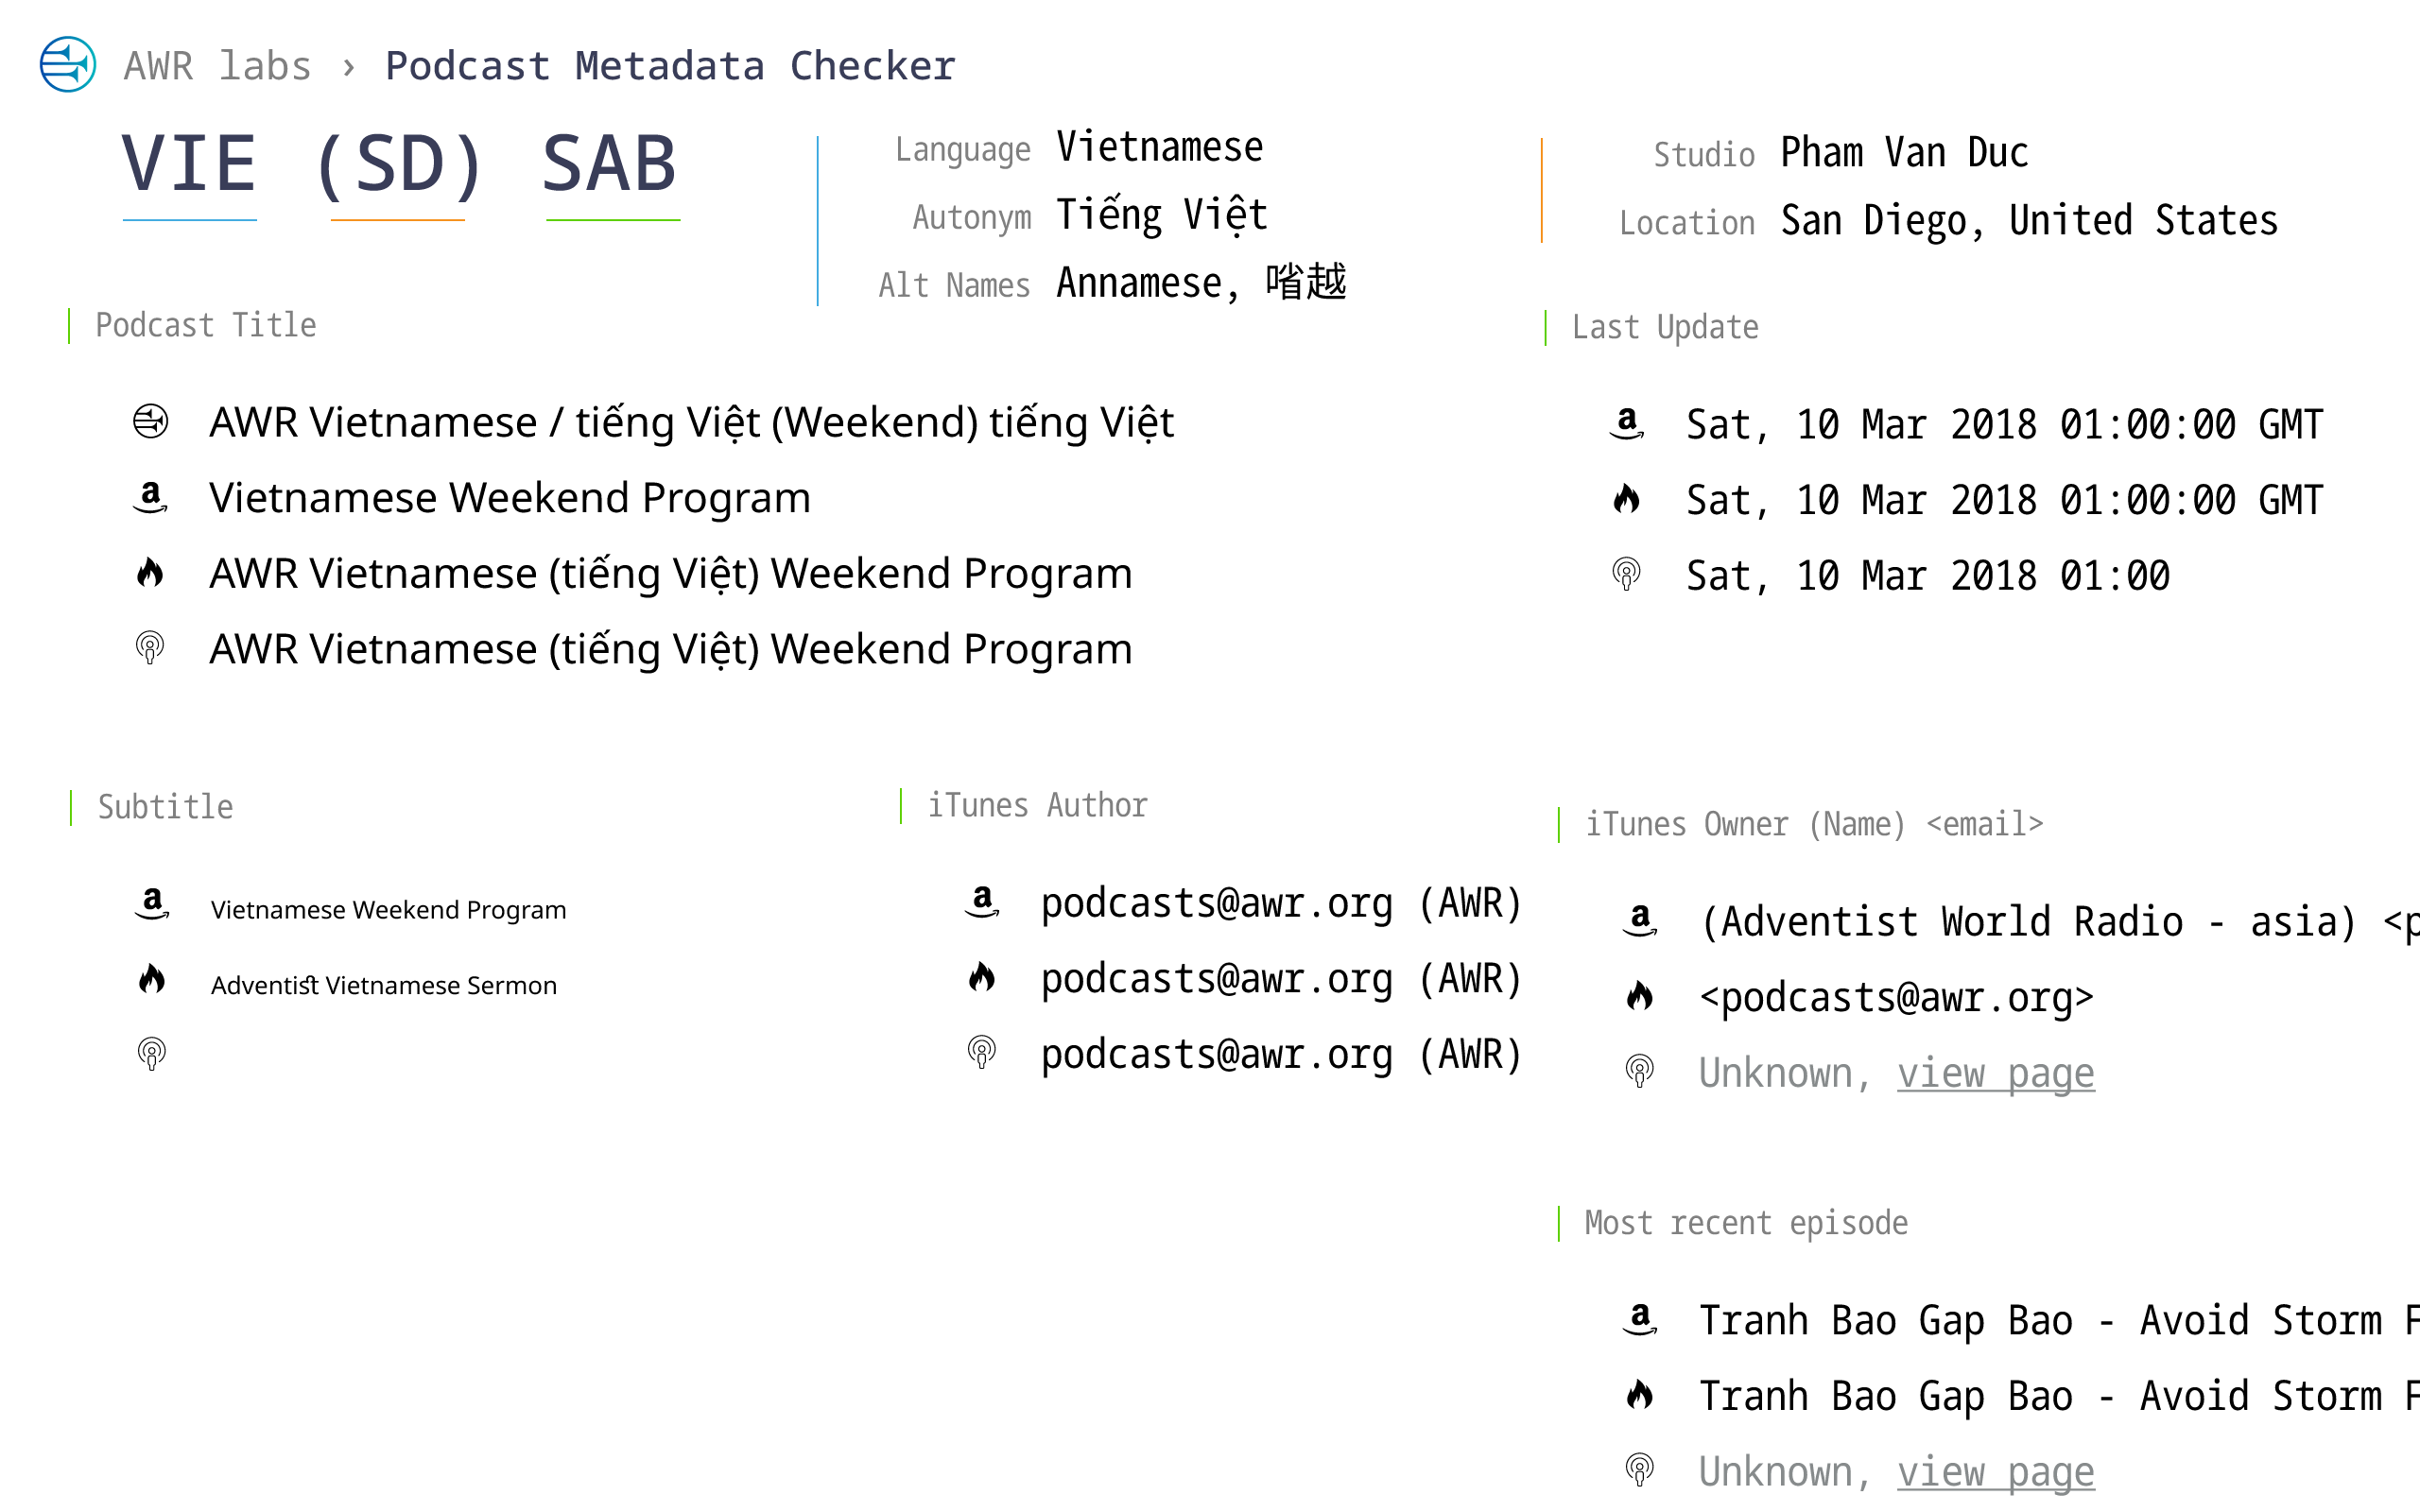 AWR labs › Podcast Metadata Checker
VIE (SD) SAB
Language Vietnamese
Autonym Tiếng Việt
Alt Names Annamese, 㗂越
Studio Pham Van Duc
Location San Diego, United States
Podcast Title
AWR Vietnamese / tiếng Việt (Weekend) tiếng Việt
Vietnamese Weekend Program
AWR Vietnamese (tiếng Việt) Weekend Program
AWR Vietnamese (tiếng Việt) Weekend Program
Last Update
Sat, 10 Mar 2018 01:00:00 GMT
Sat, 10 Mar 2018 01:00:00 GMT
Sat, 10 Mar 2018 01:00
Subtitle
Vietnamese Weekend Program
Adventist Vietnamese Sermon
iTunes Author
podcasts@awr.org (AWR)
podcasts@awr.org (AWR)
podcasts@awr.org (AWR)
iTunes Owner (Name) <email>
(Adventist World Radio - asia) <p
<podcasts@awr.org>
Unknown, view page
Most recent episode
Tranh Bao Gap Bao - Avoid Storm F
Tranh Bao Gap Bao - Avoid Storm F
Unknown, view page